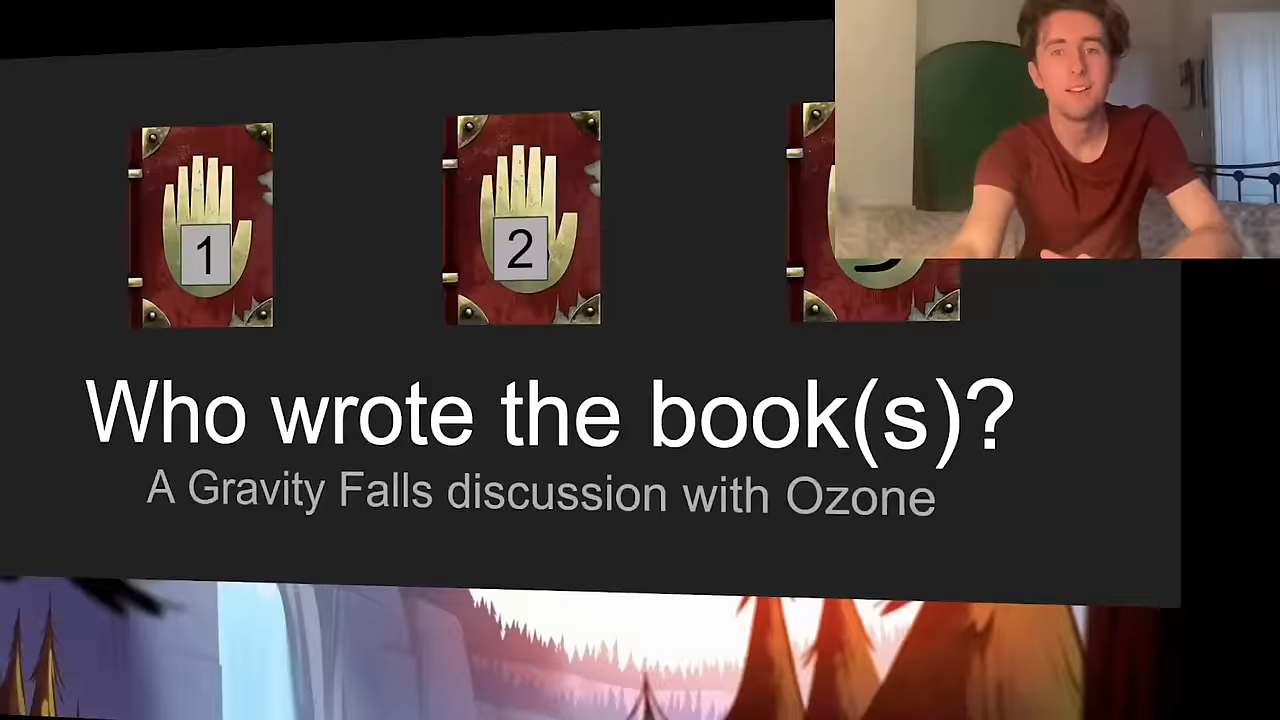 1
2
Who wrote the book(s)?
A Gravity Falls discussion with Ozone